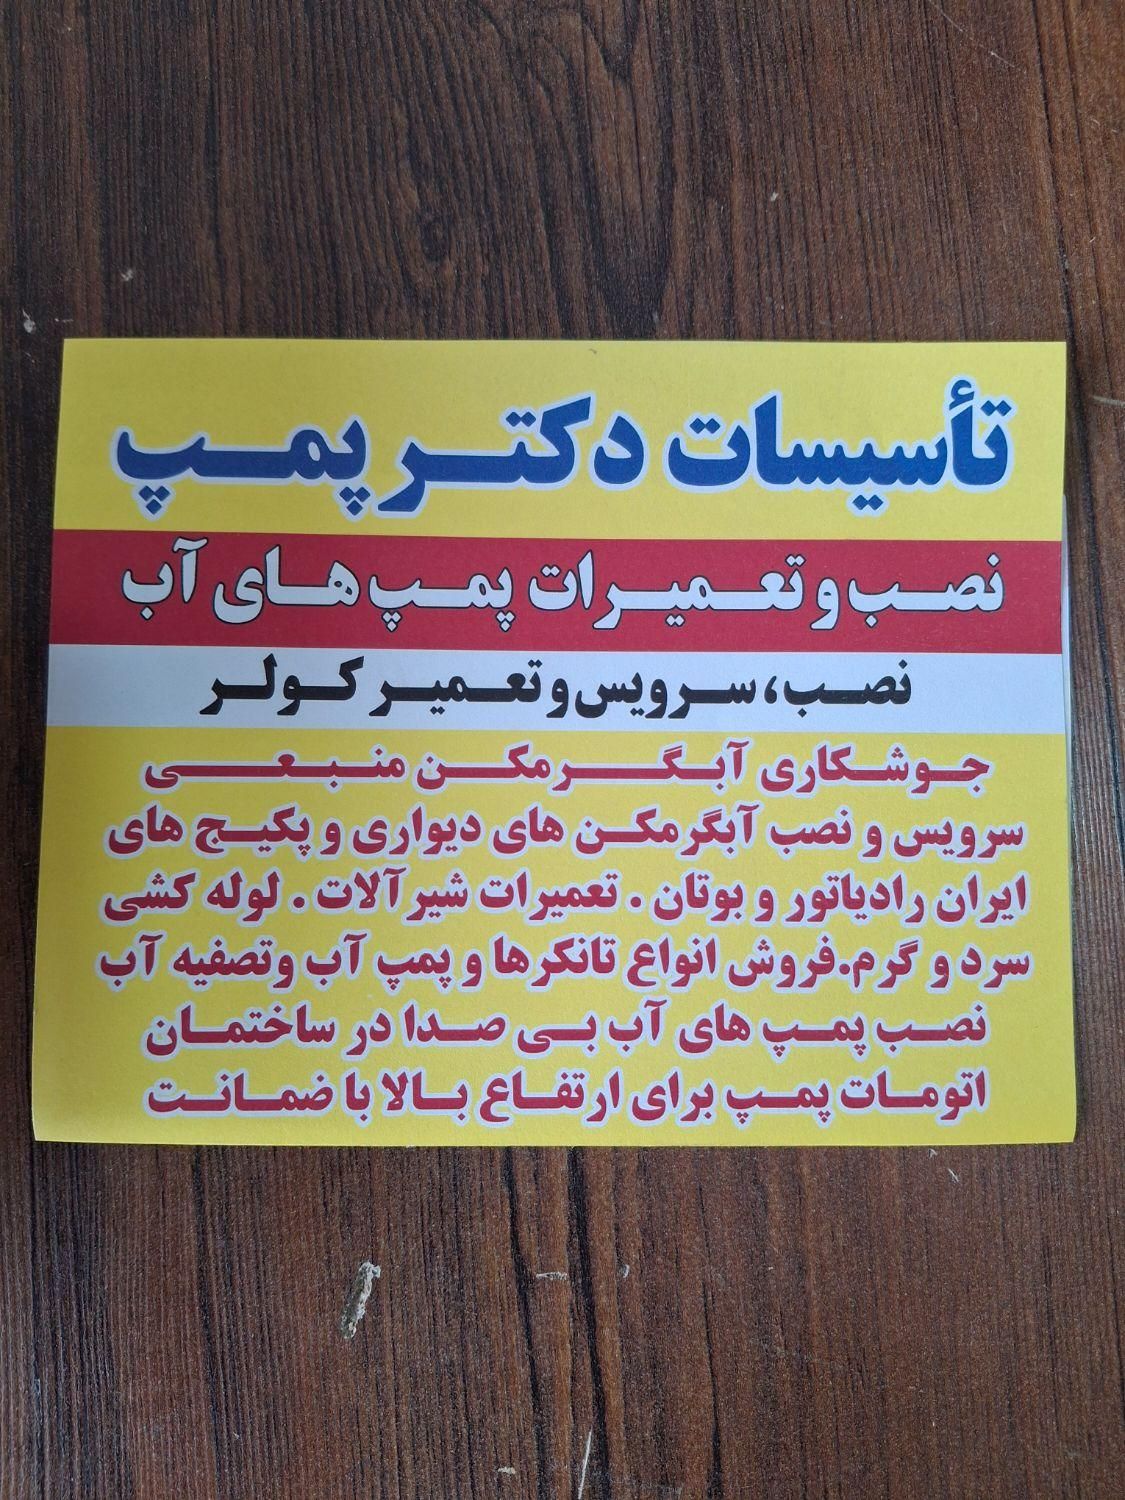 تأسیسات دکتر پمپ
نصب و تعمیرات پمپ های آب
نصب، سرویس و تعمیر کولر
جوشکاری آبگرمکن منبعی
سرویس و نصب آبگرمکن های دیواری و پکیج های
ایران رادیاتور و بوتان . تعمیرات شیرآلات . لوله کشی
سرد و گرم.فروش انواع تانکرها و پمپ آب وتصفیه آب
نصب پمپ های آب بی صدا در ساختمان
اتومات پمپ برای ارتفاع بالا با ضمانت